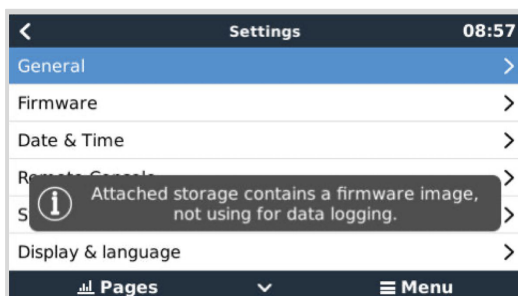 Settings
08:57
General
Firmware
Date & Time
Attached storage contains a firmware image,
not using for data logging.
Display & language
Pages
Menu